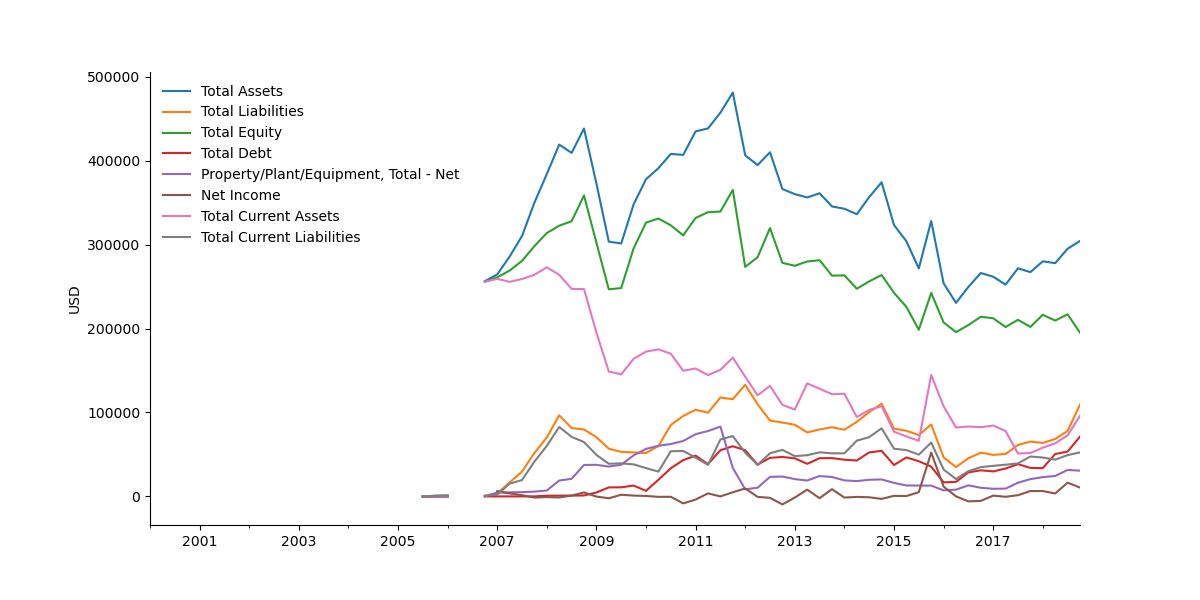 500000
400000
300000
200000
100000
0
USD
Total Assets
Total Liabilities
Total Equity
Total Debt
Property/Plant/Equipment, Total - Net
Net Income
Total Current Assets
Total Current Liabilities
2001 2003 2005 2007 2009 2011 2013 2015 2017